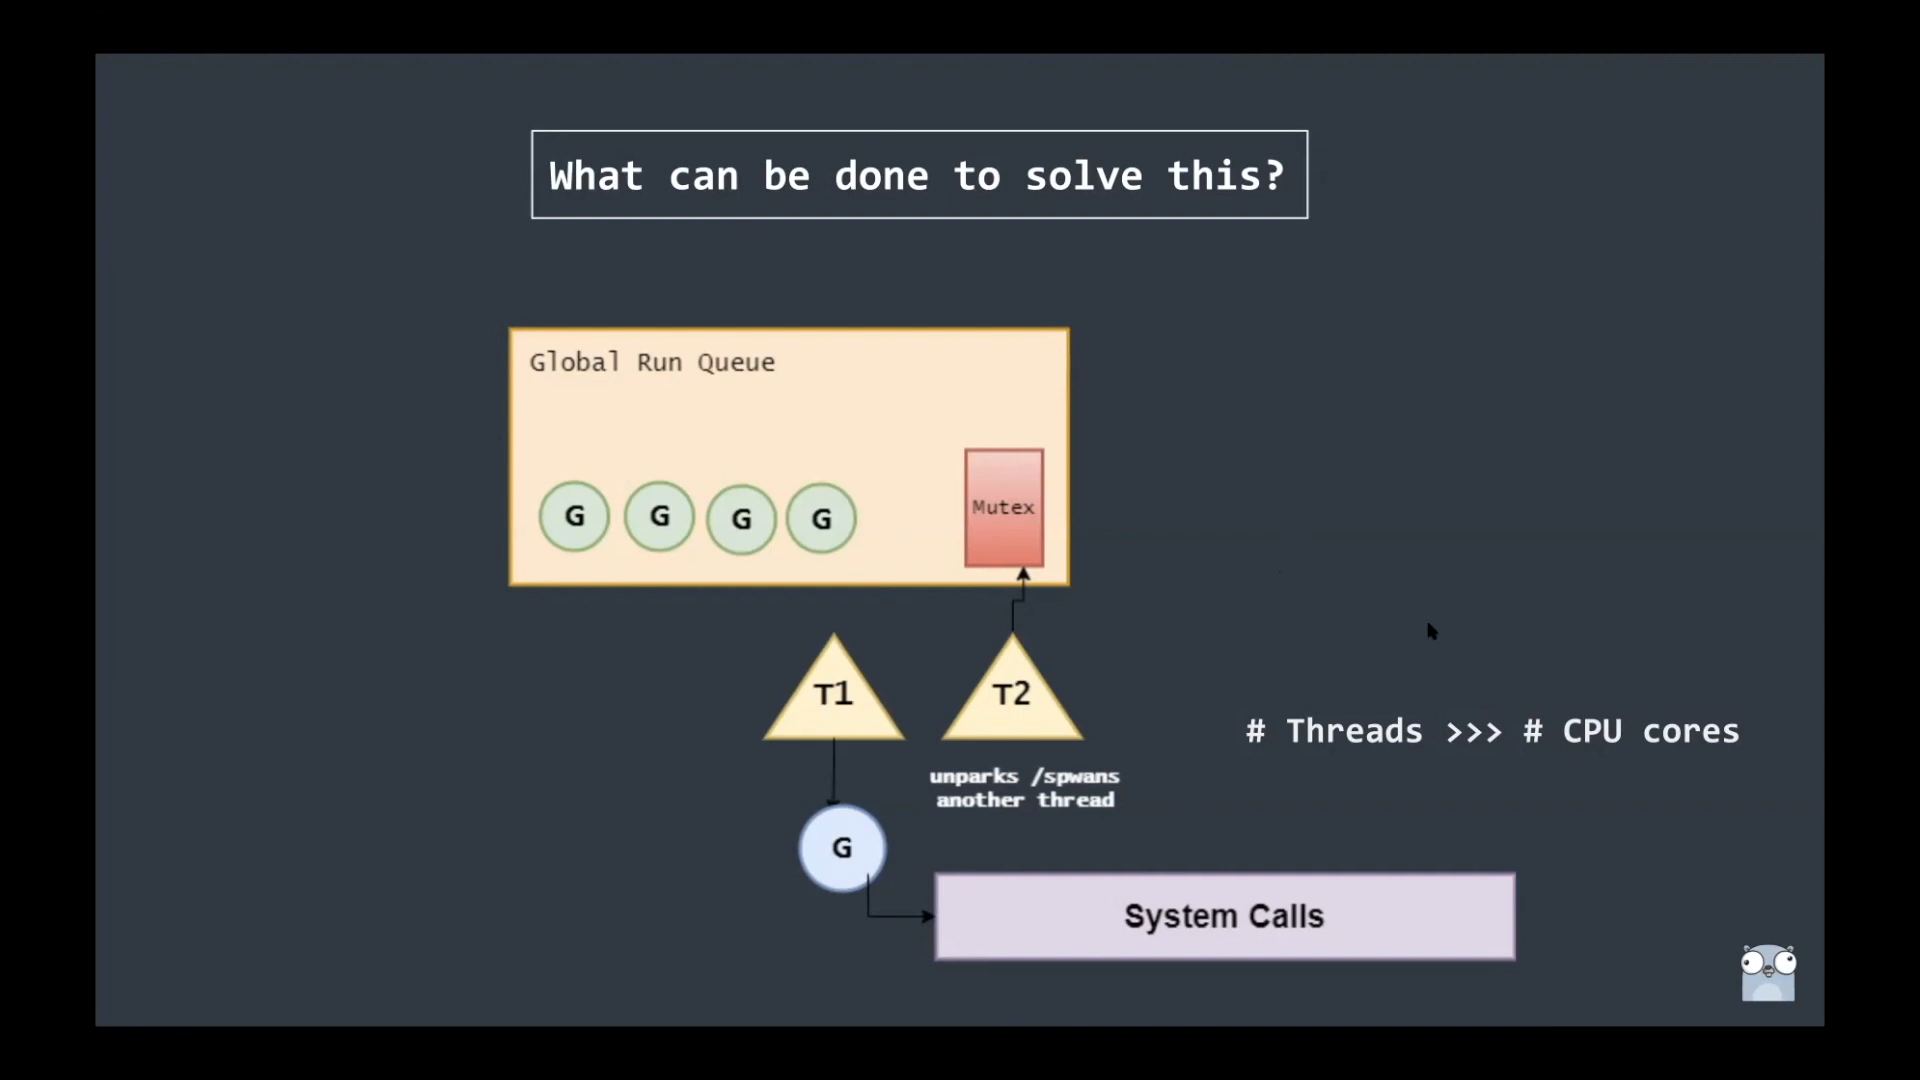 What can be done to solve this?
Global Run Queue
G G G G
Mutex
T1 T2
# Threads >>> # CPU cores
unparks /spwans
another thread
G
System Calls